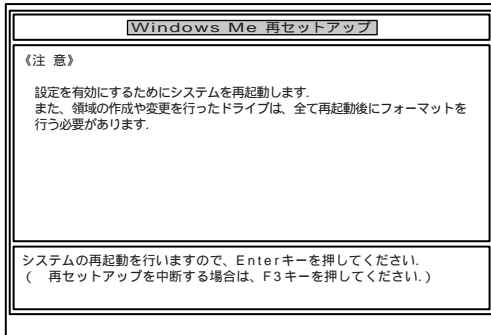 Windows Me 再セットアップ
《注 意》
設定を有効にするためにシステムを再起動します.
また、領域の作成や変更を行ったドライブは、全て再起動後にフォーマットを
行う必要があります.
システムの再起動を行いますので、Enterキーを押してください.
( 再セットアップを中断する場合は、F3キーを押してください.)